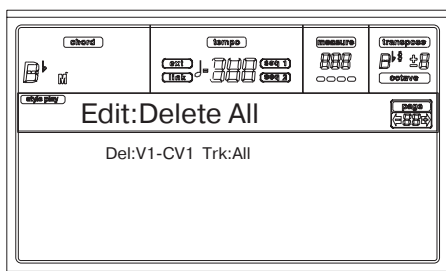 chord
tempo
measure
transpose
ext
seq 1
link
seq 2
octave
style play
Edit:Delete All
page
Del:V1-CV1 Trk:All